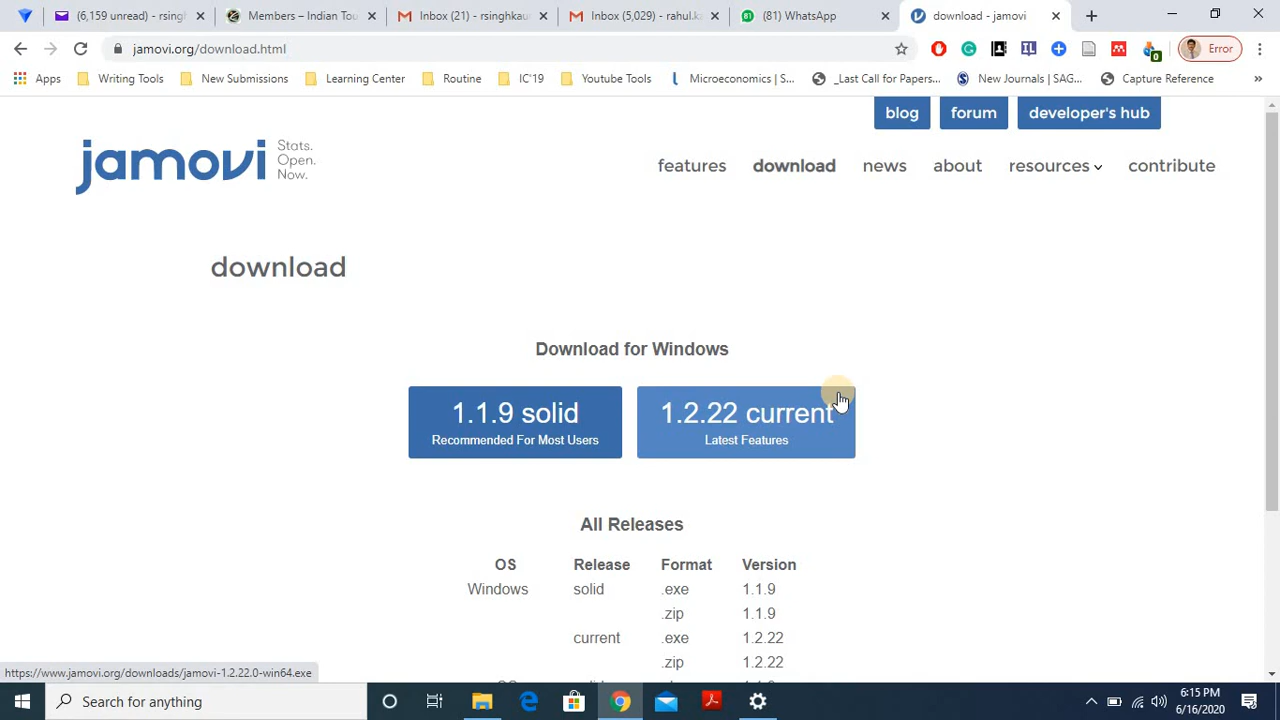 (6,159 unread) - rsingh
Members – Indian Tou
Inbox (21) - rsinghkau
Inbox (5,029) - rahul.k
(81) WhatsApp
download - jamovi
jamovi.org/download.html
Error
Apps
Writing Tools
New Submissions
Learning Center
Routine
IC'19
Youtube Tools
Microeconomics | S...
_Last Call for Papers...
New Journals | SAG...
Capture Reference
»
blog
forum
developer's hub
jamovi
Stats.
Open.
Now.
features
download
news
about
resources
contribute
download
Download for Windows
1.1.9 solid
Recommended For Most Users
1.2.22 current
Latest Features
All Releases
OS Release Format Version
Windows solid .exe 1.1.9
.zip 1.1.9
current .exe 1.2.22
.zip 1.2.22
https://www.jamovi.org/downloads/jamovi-1.2.22.0-win64.exe
Search for anything
6:15 PM
6/16/2020